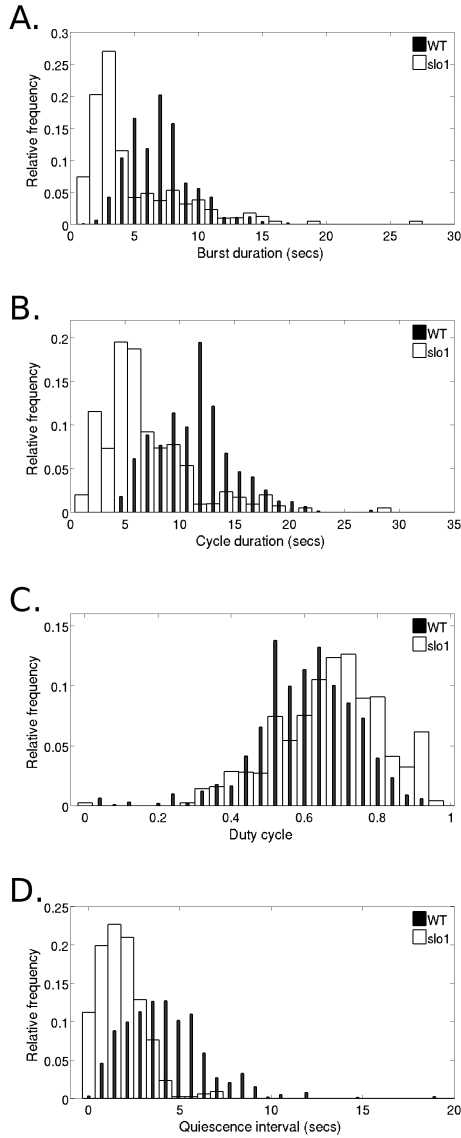 A.
0.3
0.25
0.2
0.15
0.1
0.05
0
Relative frequency
WT
slo1
0 5 10 15 20 25 30
Burst duration (secs)
B.
0.2
0.15
0.1
0.05
0
Relative frequency
WT
slo1
0 5 10 15 20 25 30 35
Cycle duration (secs)
C.
0.15
0.1
0.05
0
Relative frequency
WT
slo1
0 0.2 0.4 0.6 0.8 1
Duty cycle
D.
0.25
0.2
0.15
0.1
0.05
0
Relative frequency
WT
slo1
0 5 10 15 20
Quiescence interval (secs)